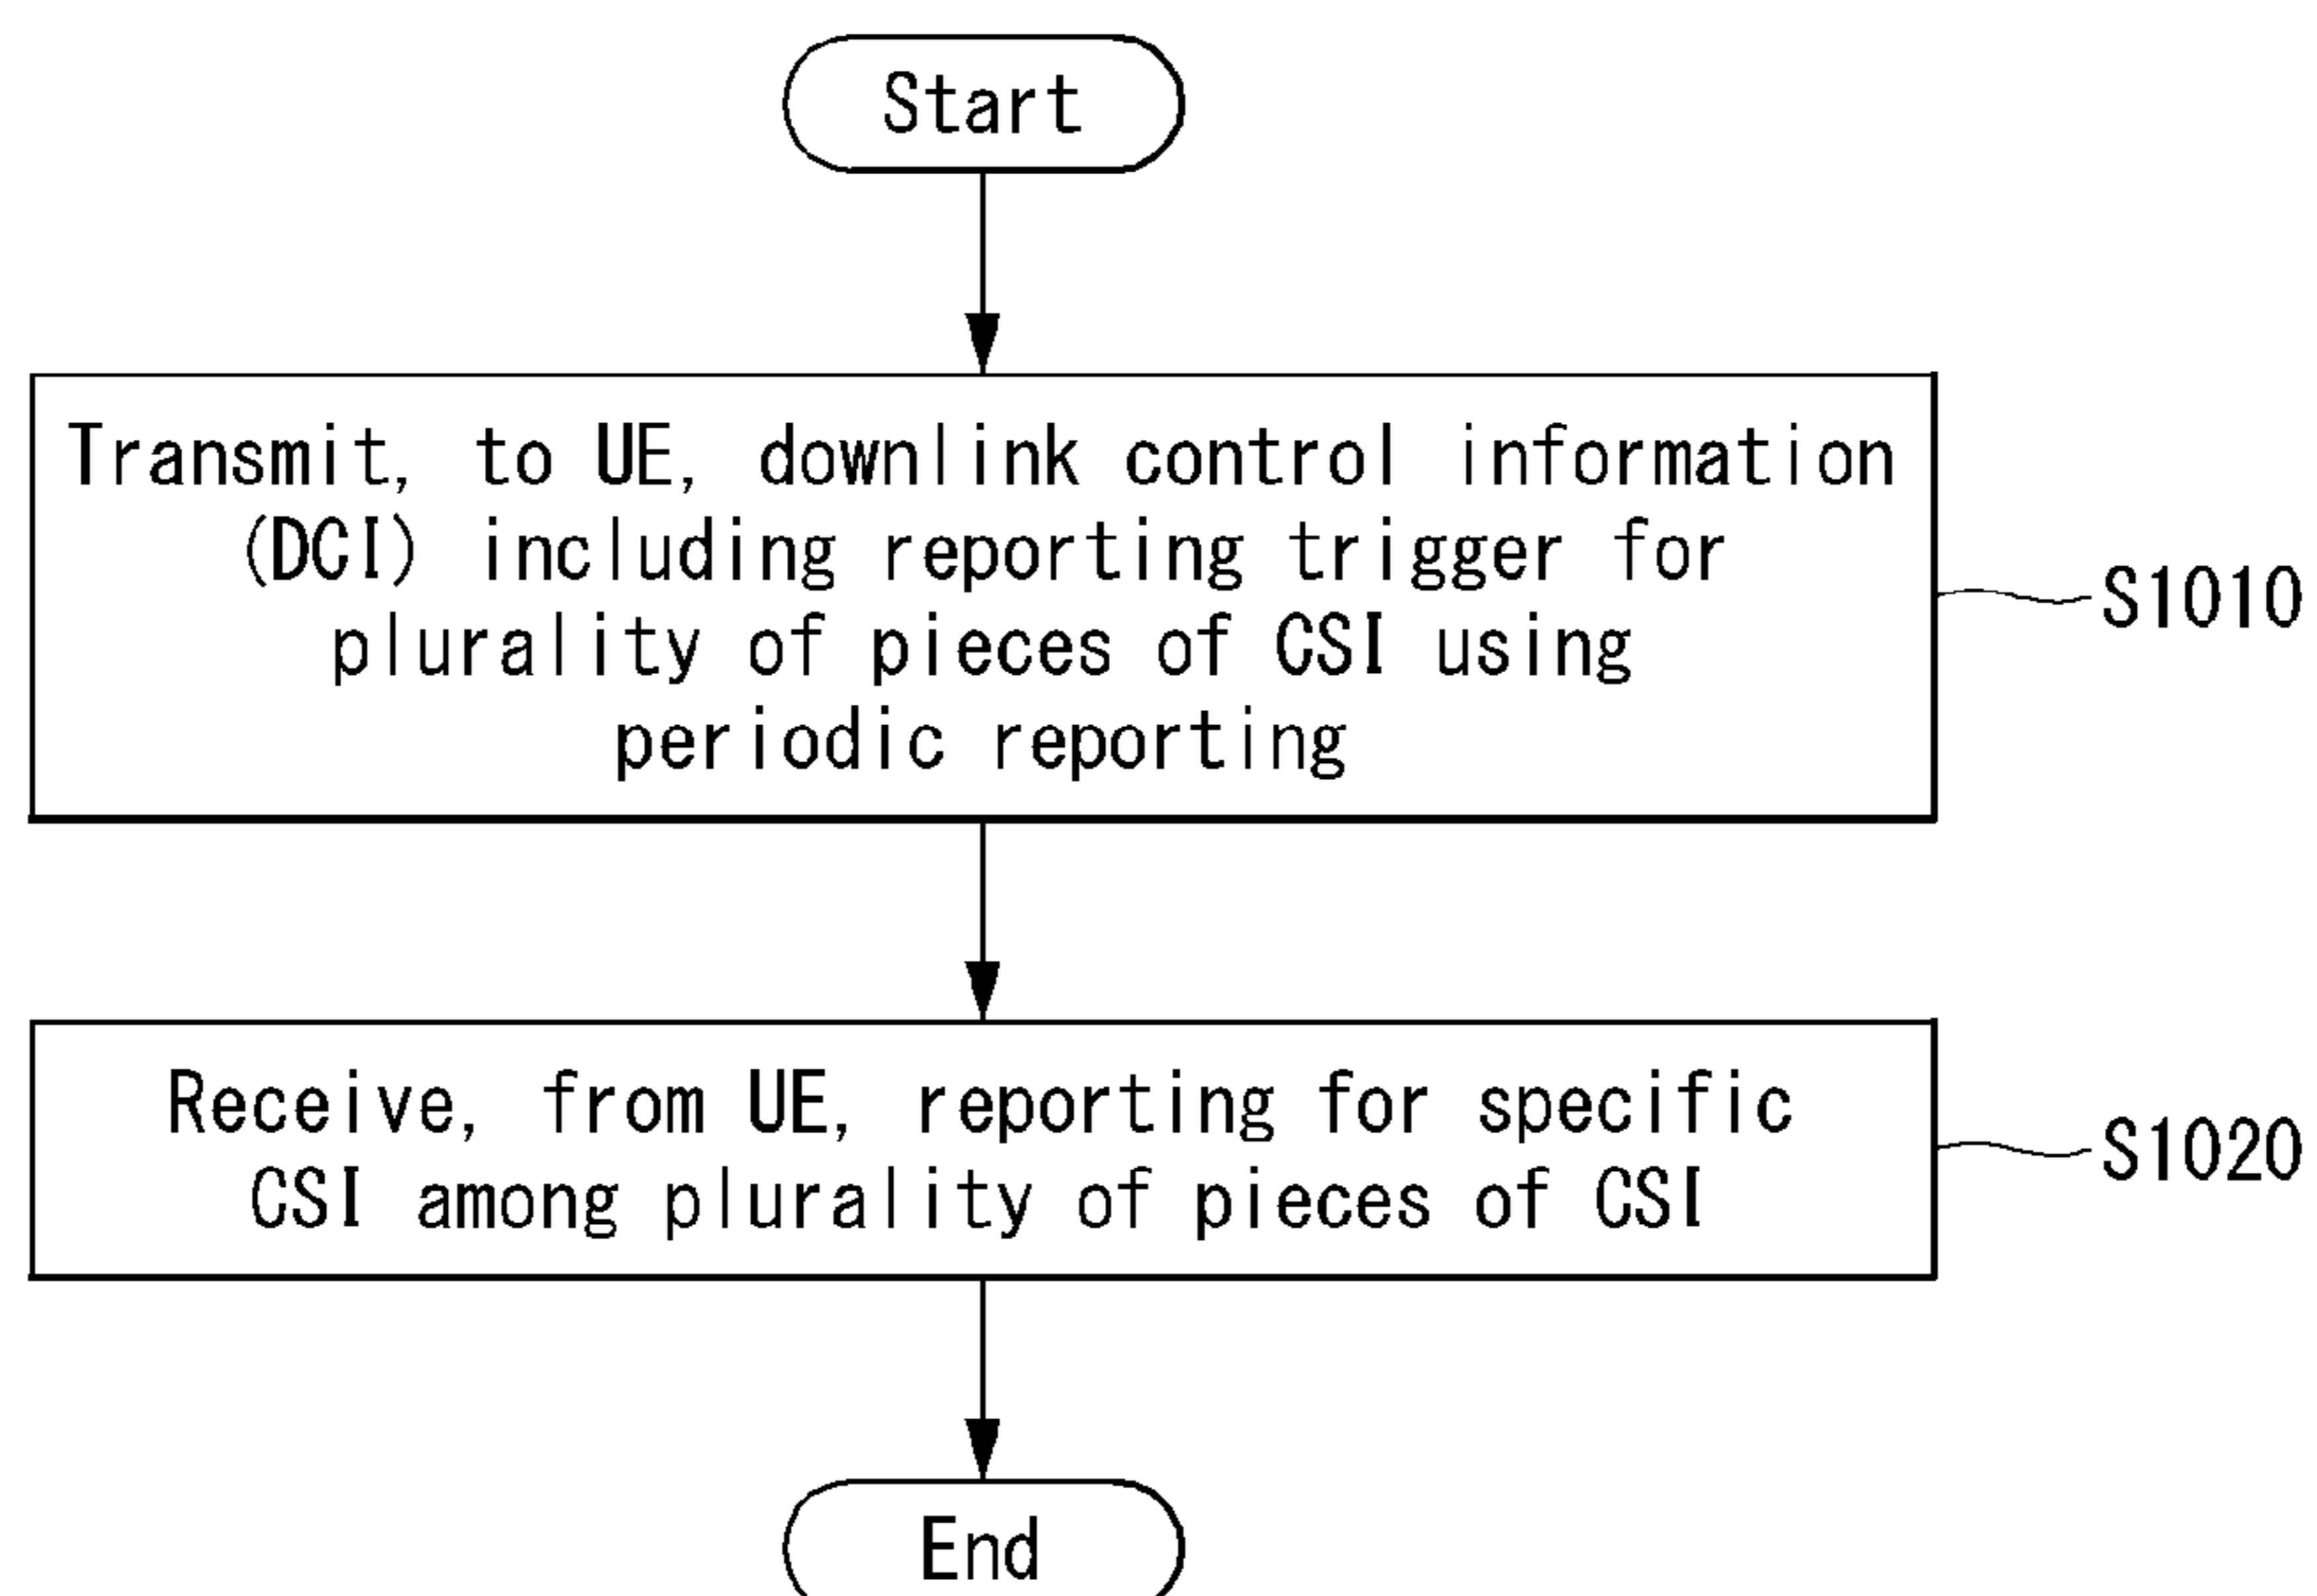 Start
Transmit, to UE, downlink control information
(DCI) including reporting trigger for
plurality of pieces of CSI using
periodic reporting
S1010
Receive, from UE, reporting for specific
CSI among plurality of pieces of CSI
S1020
End